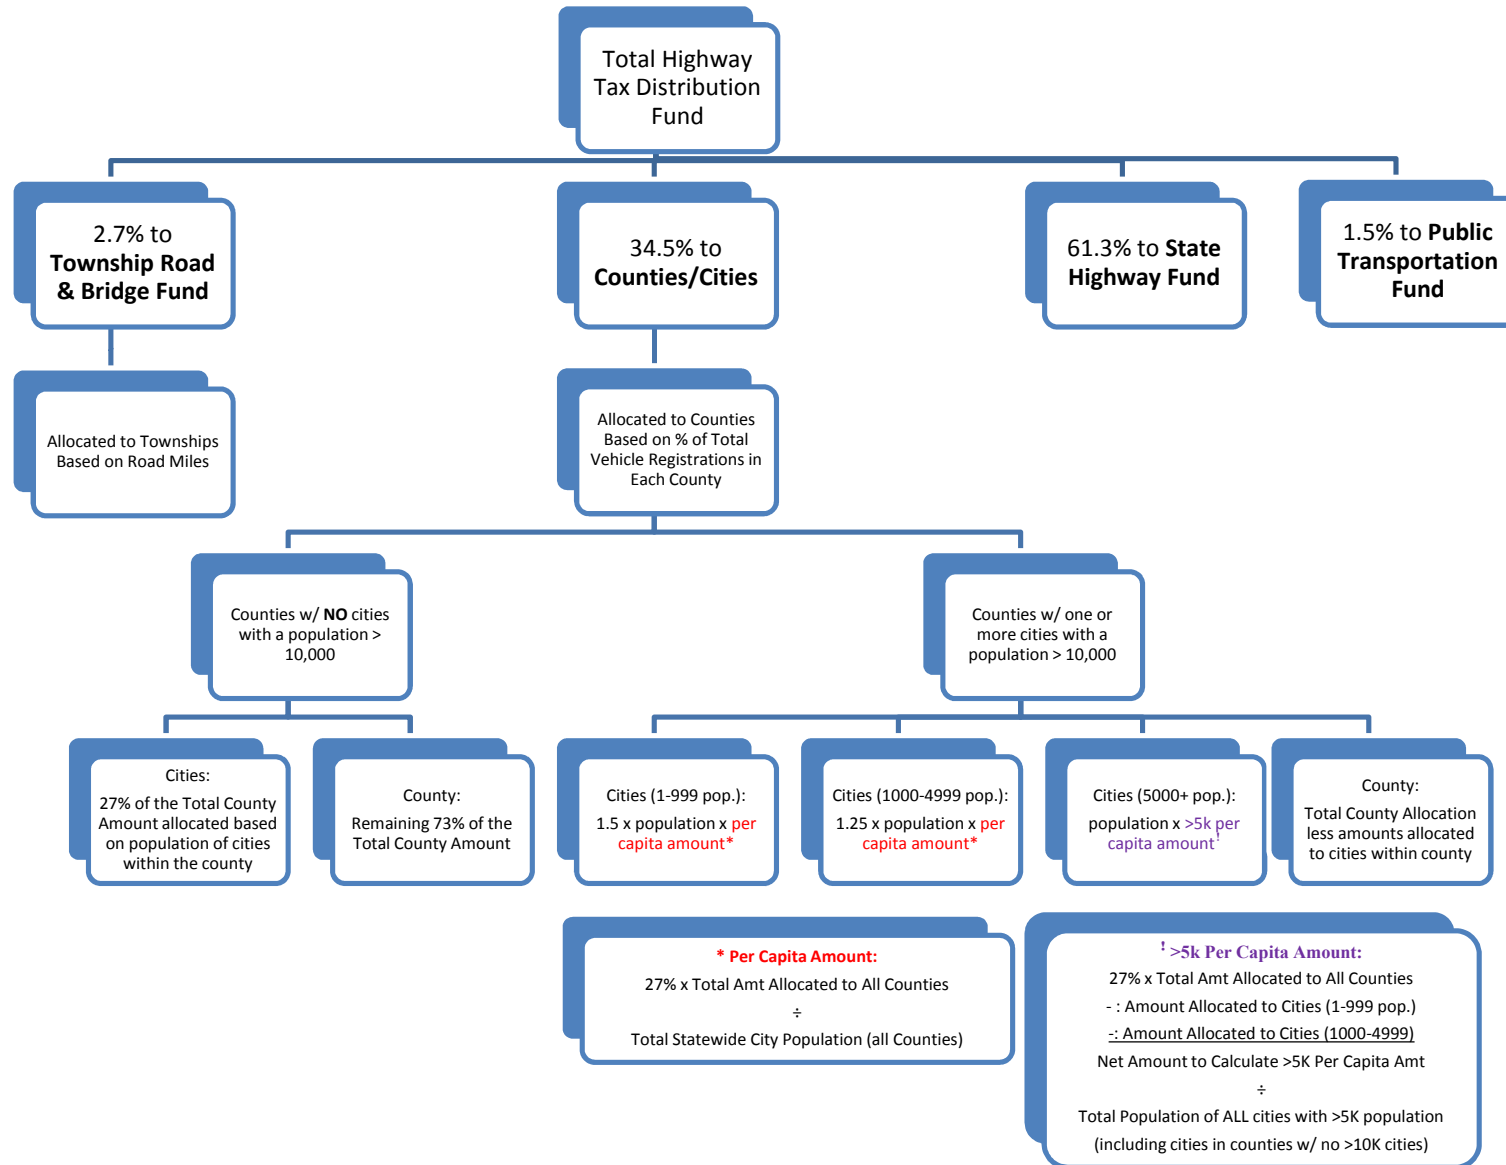 Total Highway
Tax Distribution
Fund
2.7% to
Township Road
& Bridge Fund
34.5% to
Counties/Cities
61.3% to State
Highway Fund
1.5% to Public
Transportation
Fund
Allocated to Townships
Based on Road Miles
Allocated to Counties
Based on % of Total
Vehicle Registrations in
Each County
Counties w/ NO cities
with a population >
10,000
Counties w/ one or
more cities with a
population > 10,000
Cities:
27% of the Total County
Amount allocated based
on population of cities
within the county
County:
Remaining 73% of the
Total County Amount
Cities (1-999 pop.):
1.5 x population x per
capita amount*
Cities (1000-4999 pop.):
1.25 x population x per
capita amount*
Cities (5000+ pop.):
population x >5k per
capita amount!
County:
Total County Allocation
less amounts allocated
to cities within county
* Per Capita Amount:
27% x Total Amt Allocated to All Counties
÷
Total Statewide City Population (all Counties)
! >5k Per Capita Amount:
27% x Total Amt Allocated to All Counties
- : Amount Allocated to Cities (1-999 pop.)
-: Amount Allocated to Cities (1000-4999)
Net Amount to Calculate >5K Per Capita Amt
÷
Total Population of ALL cities with >5K population
(including cities in counties w/ no >10K cities)